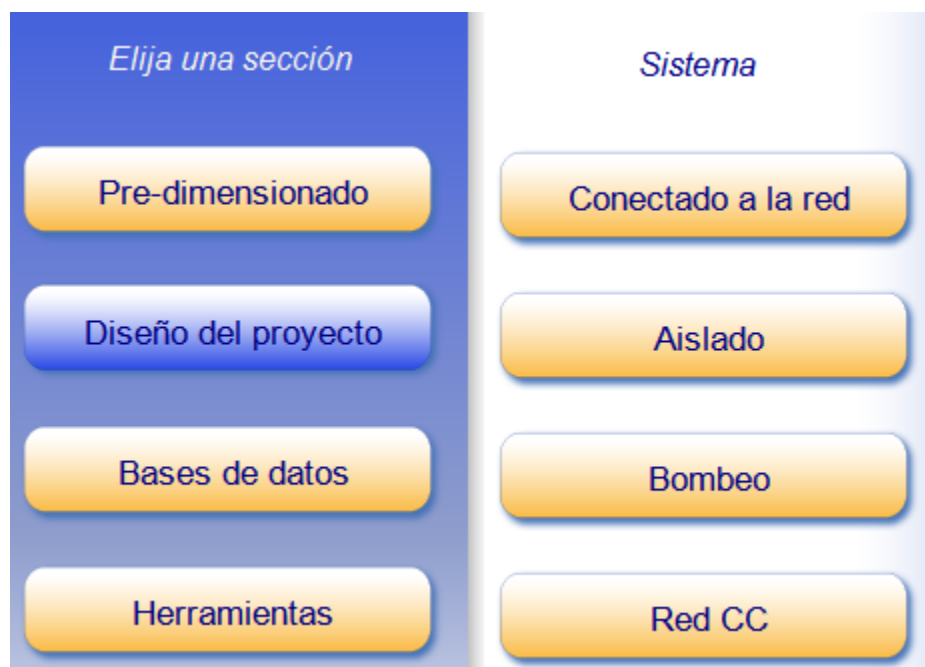 Elija una sección
Pre-dimensionado
Diseño del proyecto
Bases de datos
Herramientas
Sistema
Conectado a la red
Aislado
Bombeo
Red CC